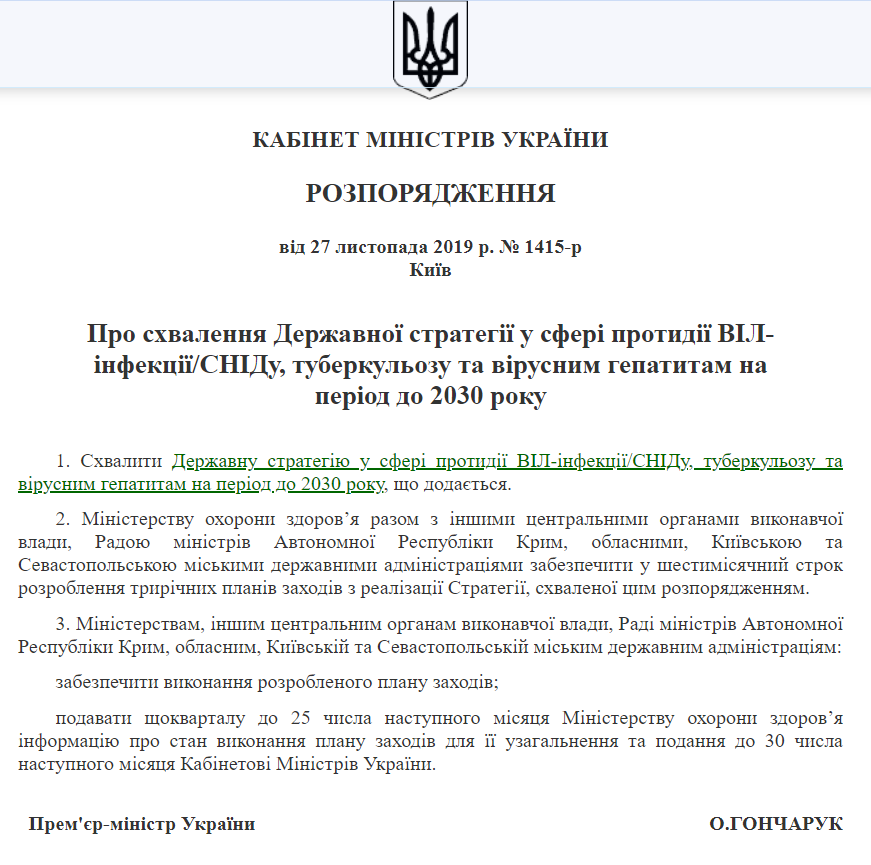 КАБІНЕТ МІНІСТРІВ УКРАЇНИ
РОЗПОРЯДЖЕННЯ
від 27 листопада 2019 р. № 1415-р
Київ
Про схвалення Державної стратегії у сфері протидії ВІЛ-
інфекції/СНІДу, туберкульозу та вірусним гепатитам на
період до 2030 року
1. Схвалити Державну стратегію у сфері протидії ВІЛ-інфекції/СНІДу, туберкульозу та
вірусним гепатитам на період до 2030 року, що додається.
2. Міністерству охорони здоров’я разом з іншими центральними органами виконавчої
влади, Радою міністрів Автономної Республіки Крим, обласними, Київською та
Севастопольською міськими державними адміністраціями забезпечити у шестимісячний строк
розроблення трирічних планів заходів з реалізації Стратегії, схваленої цим розпорядженням.
3. Міністерствам, іншим центральним органам виконавчої влади, Раді міністрів Автономної
Республіки Крим, обласним, Київській та Севастопольській міським державним адміністраціям:
забезпечити виконання розробленого плану заходів;
подавати щокварталу до 25 числа наступного місяця Міністерству охорони здоров’я
інформацію про стан виконання плану заходів для її узагальнення та подання до 30 числа
наступного місяця Кабінетові Міністрів України.
Прем'єр-міністр України О.ГОНЧАРУК